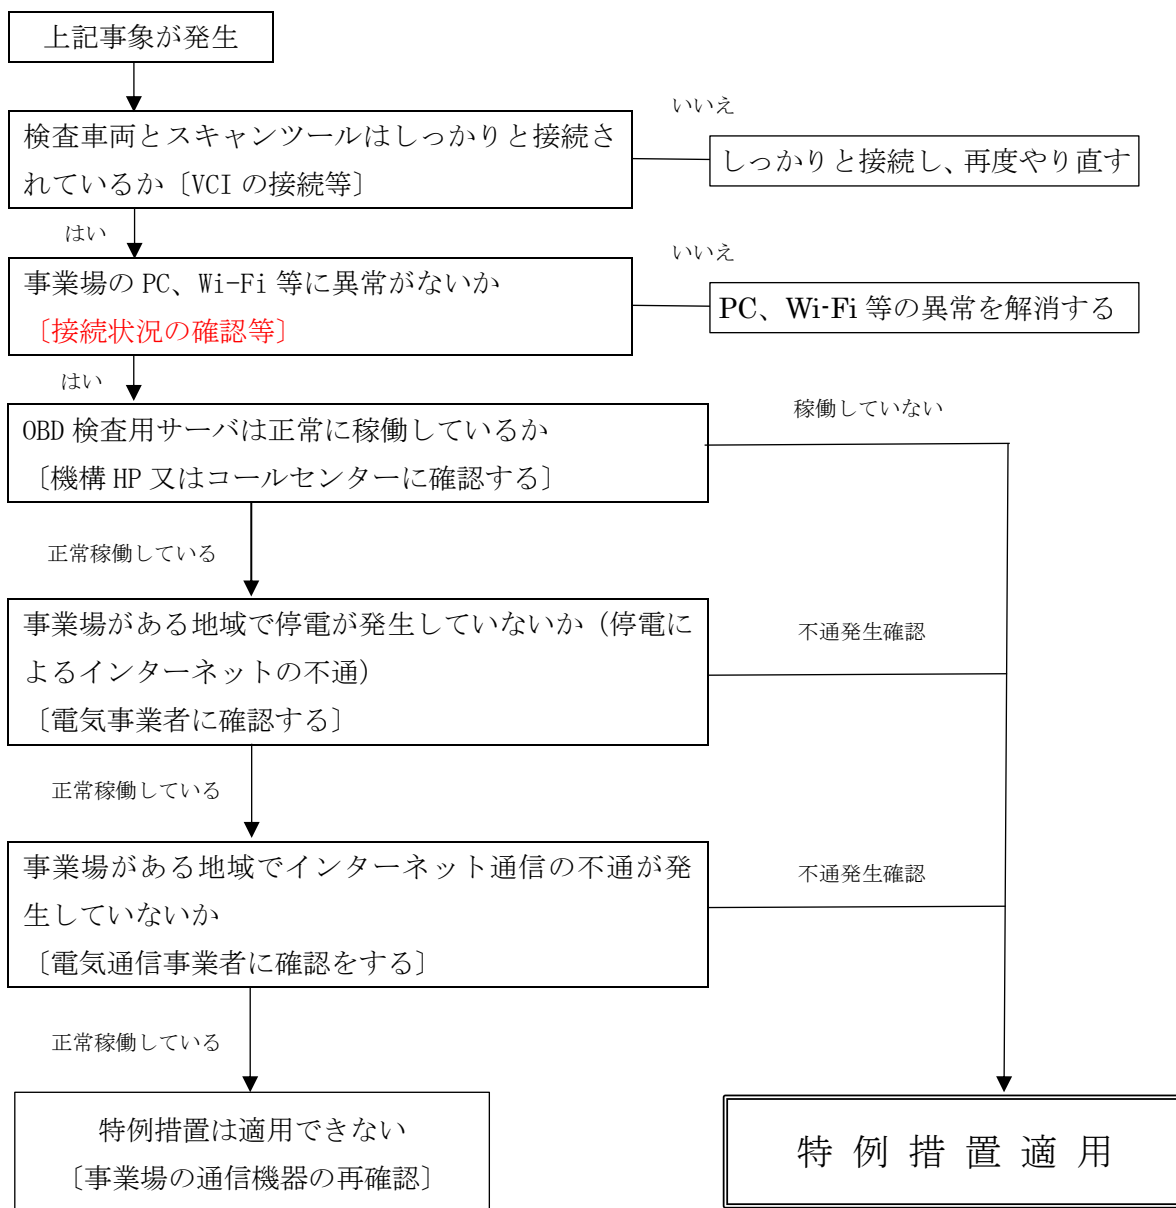 上記事象が発生
いいえ
検査車両とスキャンツールはしっかりと接続さ
れているか〔VCI の接続等〕
しっかりと接続し、再度やり直す
はい
いいえ
事業場の PC、Wi-Fi 等に異常がないか
〔接続状況の確認等〕
PC、Wi-Fi 等の異常を解消する
はい
稼働していない
OBD 検査用サーバは正常に稼働しているか
〔機構 HP 又はコールセンターに確認する〕
正常稼働している
事業場がある地域で停電が発生していないか（停電に
よるインターネットの不通）
〔電気事業者に確認する〕
不通発生確認
正常稼働している
事業場がある地域でインターネット通信の不通が発
生していないか
〔電気通信事業者に確認をする〕
不通発生確認
正常稼働している
特例措置は適用できない
〔事業場の通信機器の再確認〕
特例措置適用